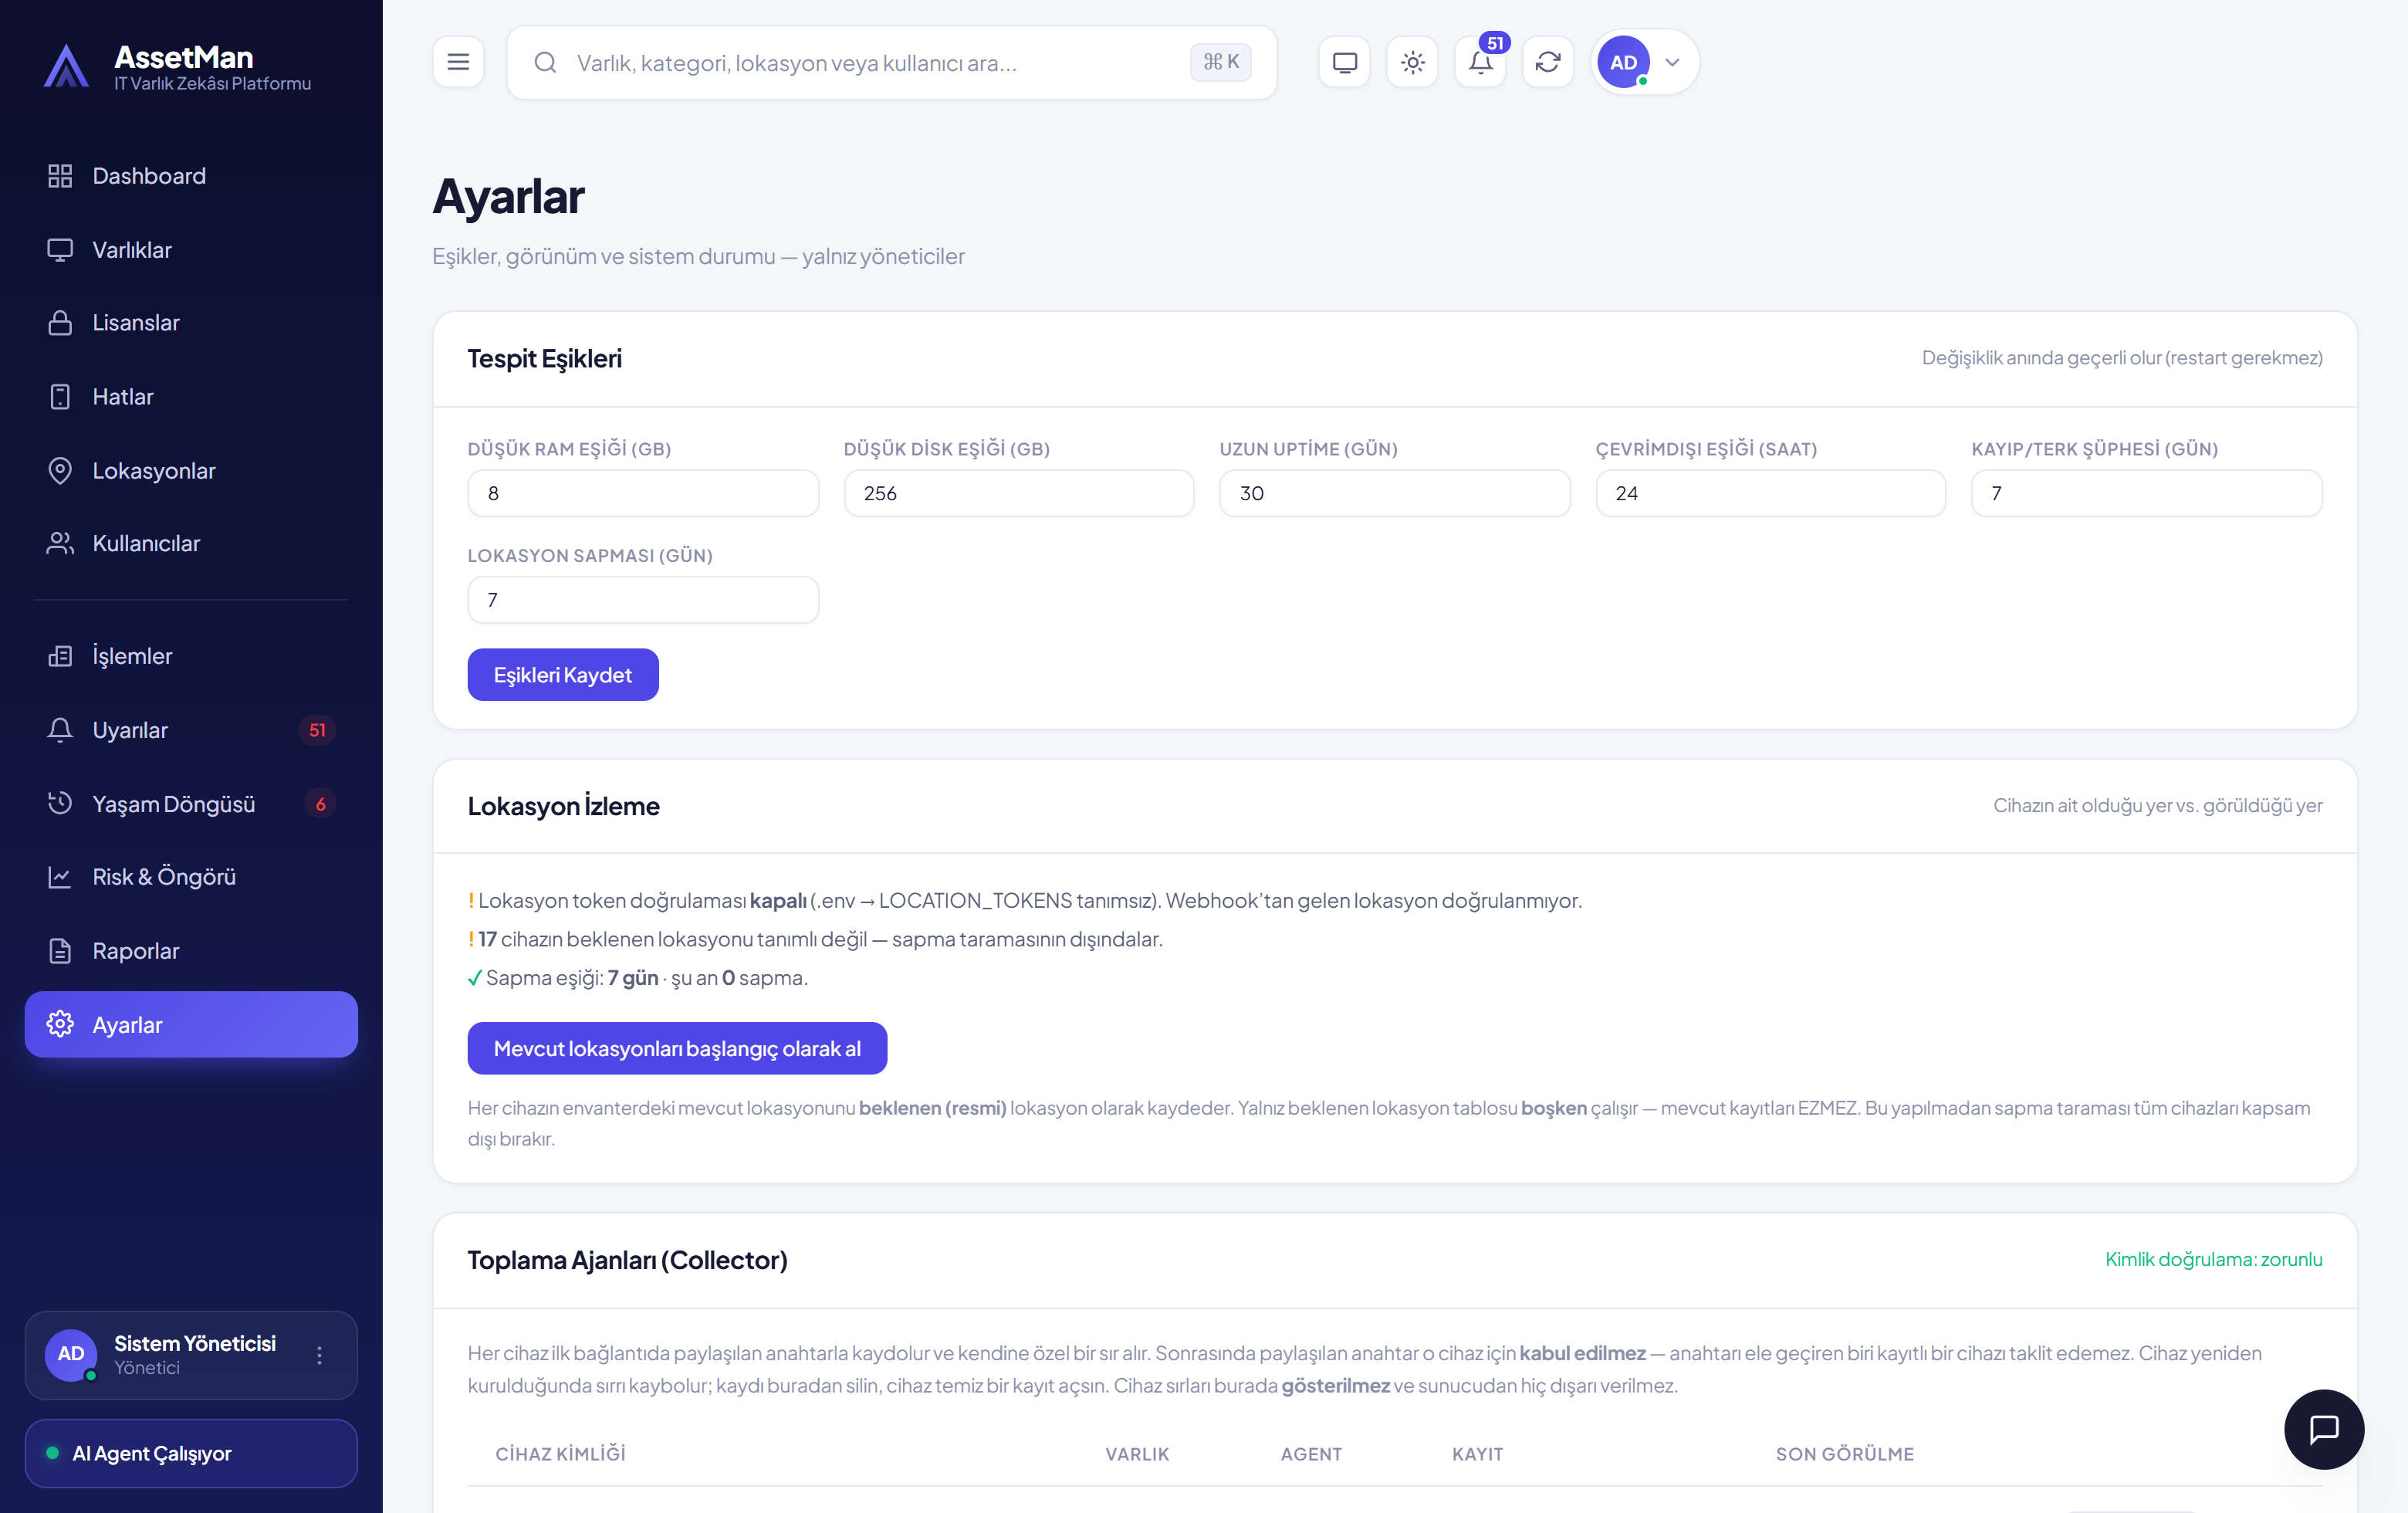 AssetMan
IT Varlık Zekâsı Platformu
Dashboard
Varlıklar
Lisanslar
Hatlar
Lokasyonlar
Kullanıcılar
İşlemler
Uyarılar 51
Yaşam Döngüsü 6
Risk & Öngörü
Raporlar
Ayarlar
AD Sistem Yöneticisi
Yönetici
AI Agent Çalışıyor
Varlık, kategori, lokasyon veya kullanıcı ara... ⌘ K
51
AD
Ayarlar
Eşikler, görünüm ve sistem durumu — yalnız yöneticiler
Tespit Eşikleri Değişiklik anında geçerli olur (restart gerekmez)
DÜŞÜK RAM EŞİĞİ (GB) DÜŞÜK DİSK EŞİĞİ (GB) UZUN UPTİME (GÜN) ÇEVRİMDIŞI EŞİĞİ (SAAT) KAYIP/TERK ŞÜPHESİ (GÜN)
8 256 30 24 7
LOKASYON SAPMASI (GÜN)
7
Eşikleri Kaydet
Lokasyon İzleme Cihazın ait olduğu yer vs. görüldüğü yer
! Lokasyon token doğrulaması kapalı (.env → LOCATION_TOKENS tanımsız). Webhook’tan gelen lokasyon doğrulanmıyor.
! 17 cihazın beklenen lokasyonu tanımlı değil — sapma taramasının dışındalar.
✓ Sapma eşiği: 7 gün · şu an 0 sapma.
Mevcut lokasyonları başlangıç olarak al
Her cihazın envanterdeki mevcut lokasyonunu beklenen (resmi) lokasyon olarak kaydeder. Yalnız beklenen lokasyon tablosu boşken çalışır — mevcut kayıtları EZMEZ. Bu yapılmadan sapma taraması tüm cihazları kapsam
dışı bırakır.
Toplama Ajanları (Collector) Kimlik doğrulama: zorunlu
Her cihaz ilk bağlantıda paylaşılan anahtarla kaydolur ve kendine özel bir sır alır. Sonrasında paylaşılan anahtar o cihaz için kabul edilmez — anahtarı ele geçiren biri kayıtlı bir cihazı taklit edemez. Cihaz yeniden
kurulduğunda sırrı kaybolur; kaydı buradan silin, cihaz temiz bir kayıt açsın. Cihaz sırları burada gösterilmez ve sunucudan hiç dışarı verilmez.
CİHAZ KİMLİĞİ VARLIK AGENT KAYIT SON GÖRÜLME